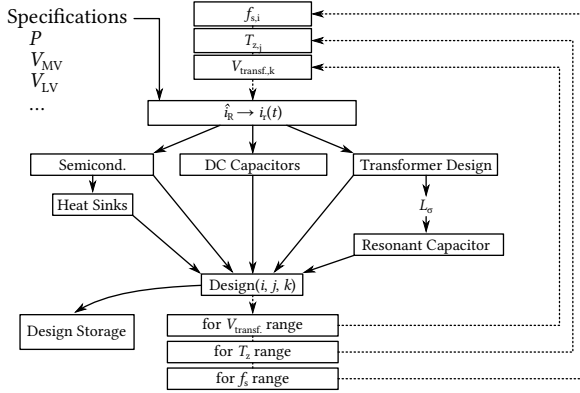 Specifications
P
V_MV
V_LV
...
f_s,i
T_z,j
V_transf.,k
î_R → i_r(t)
Semicond.
DC Capacitors
Transformer Design
Heat Sinks
L_σ
Resonant Capacitor
Design(i, j, k)
Design Storage
for V_transf. range
for T_z range
for f_s range